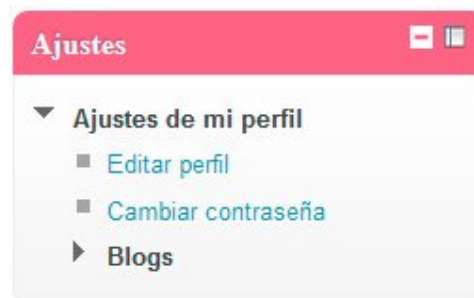 Ajustes
Ajustes de mi perfil
Editar perfil
Cambiar contraseña
Blogs